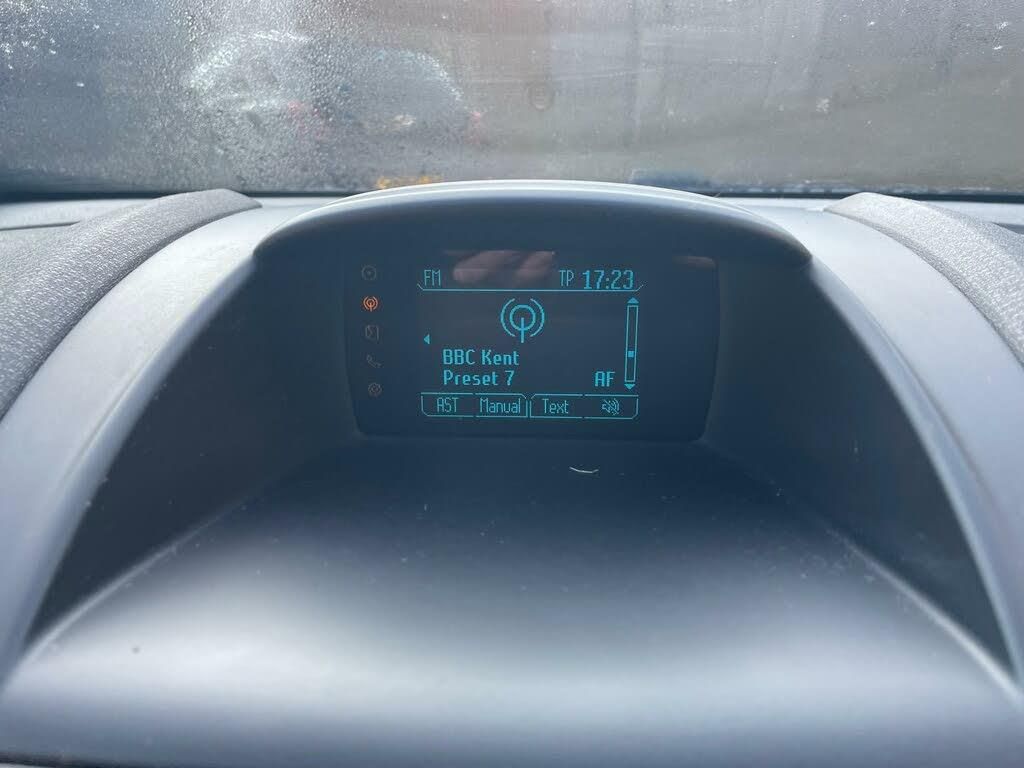 FM TP 17:23
BBC Kent
Preset 7 AF
AST Manual Text